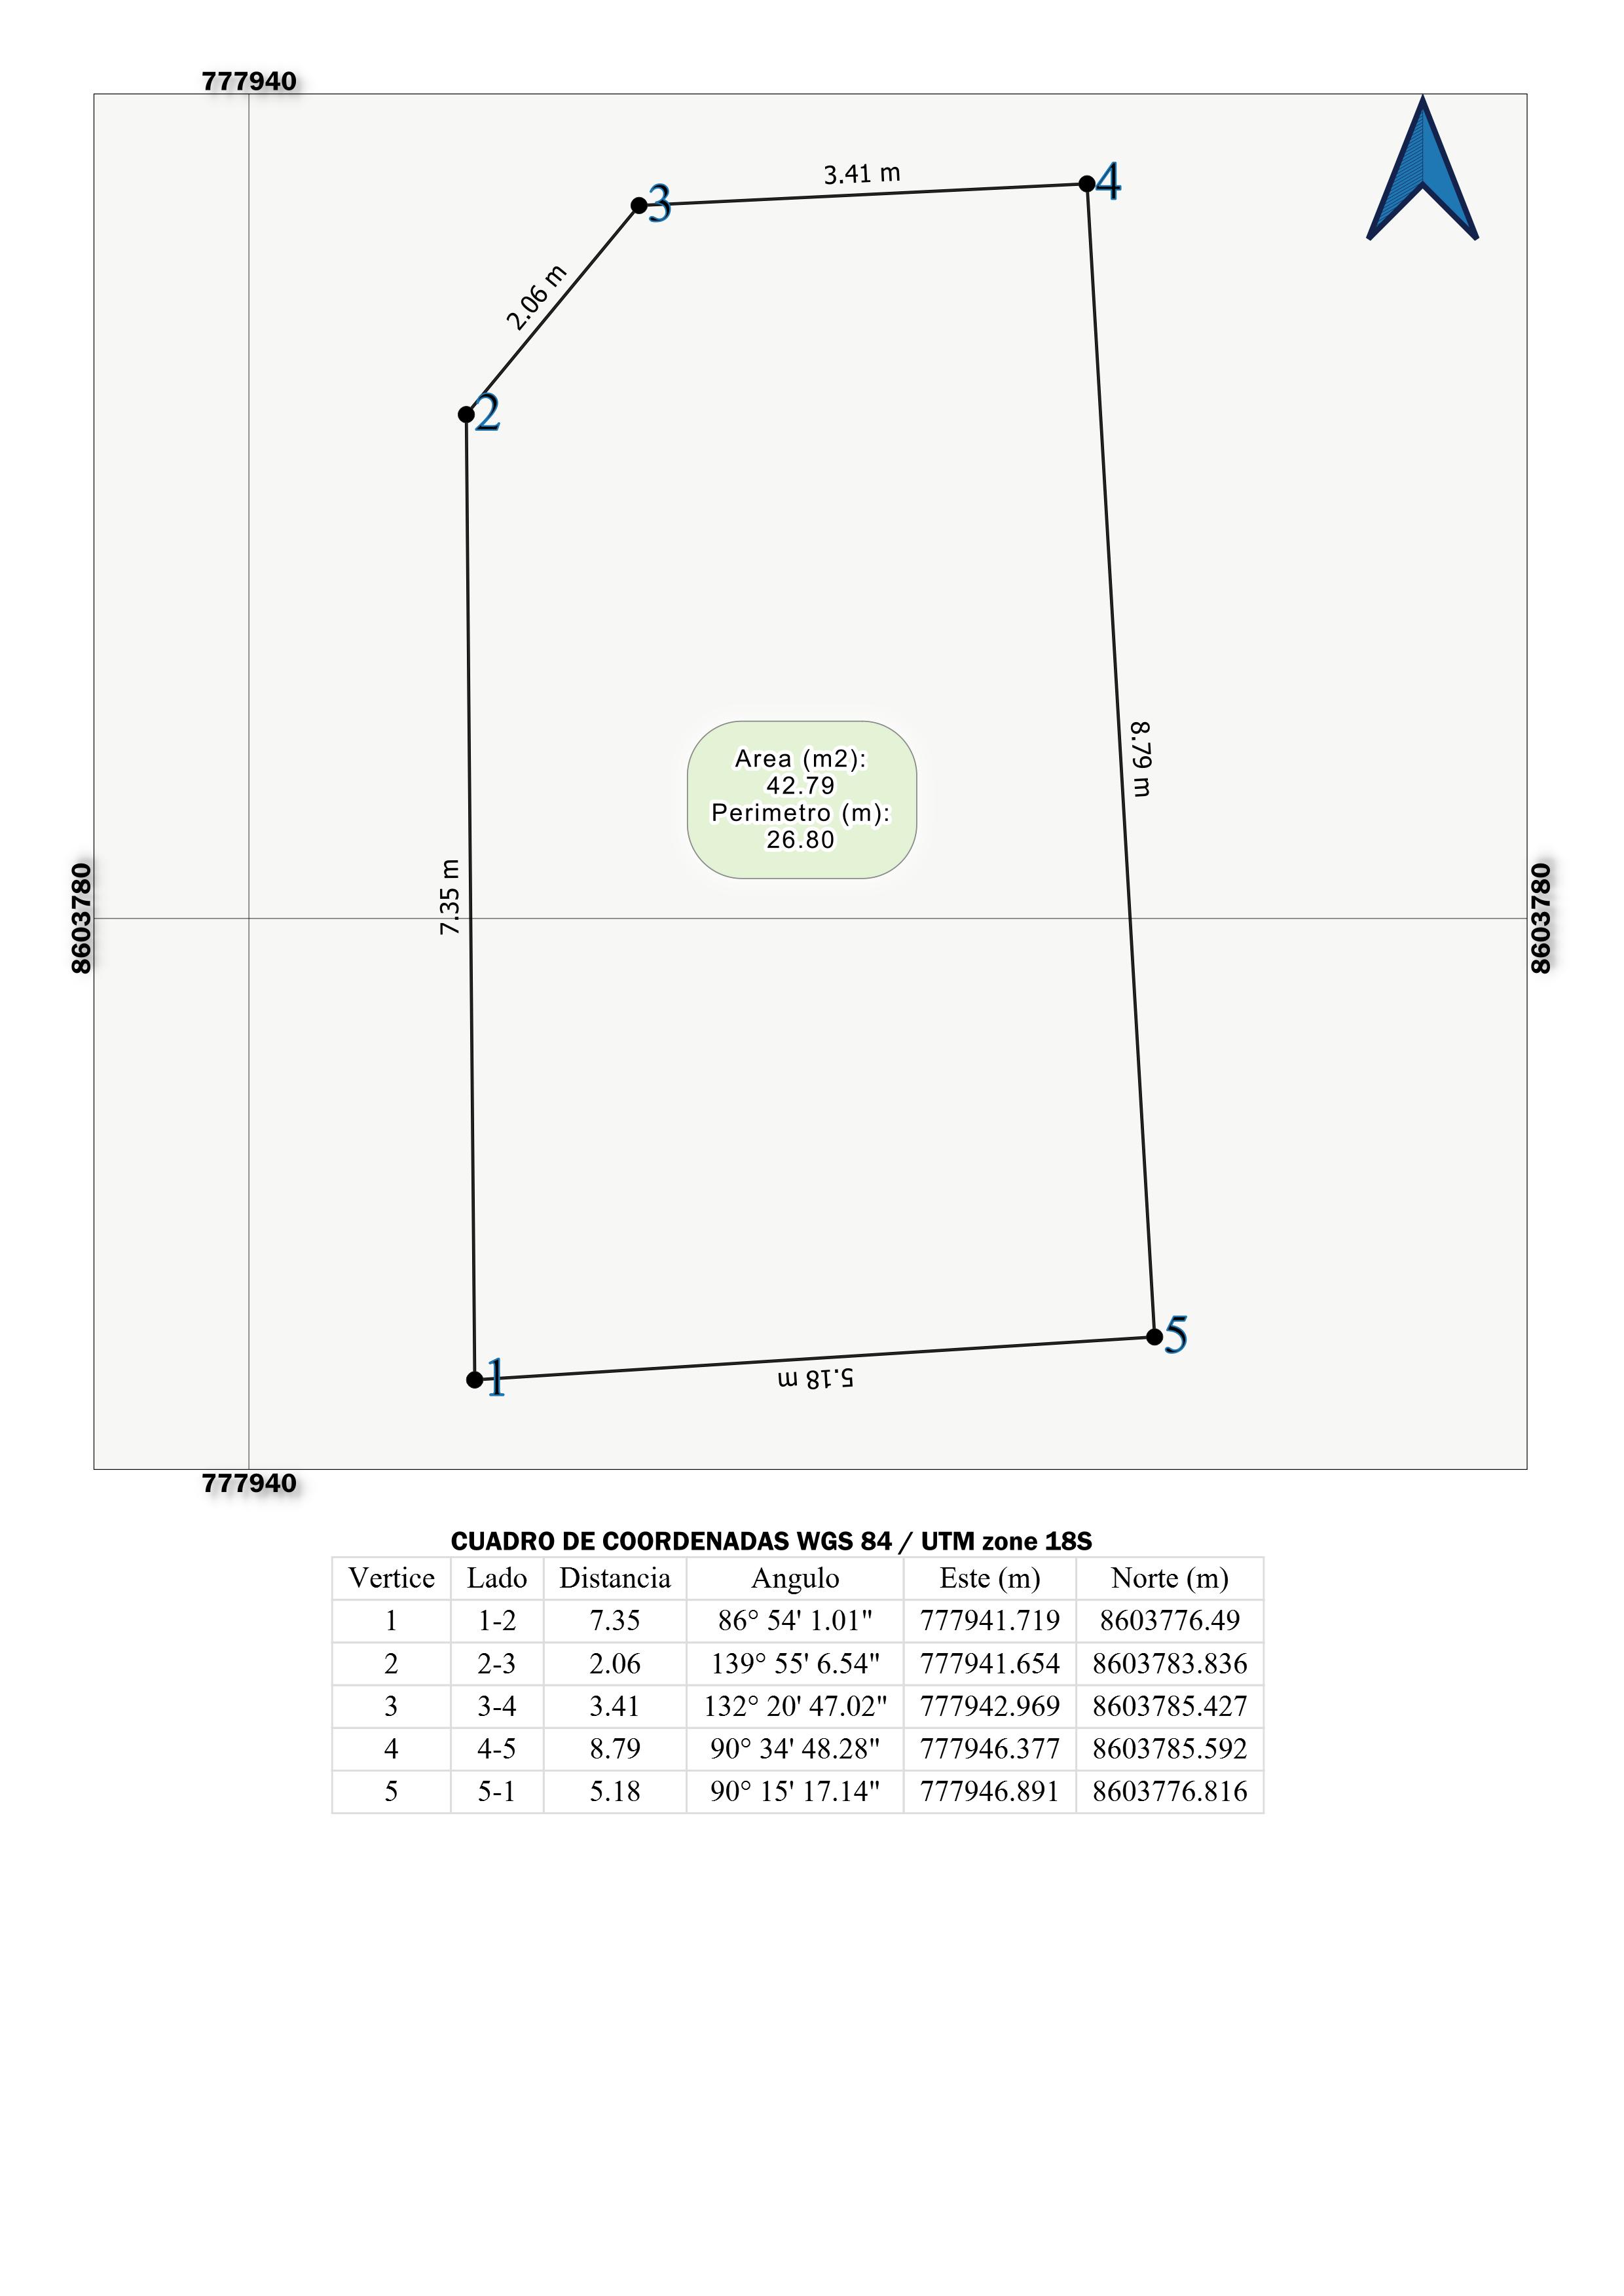 777940
3.41 m
4
3
2.06 m
2
8.79 m
Area (m2):
42.79
Perimetro (m):
26.80
7.35 m
8603780
8603780
5
5.18 m
1
777940
CUADRO DE COORDENADAS WGS 84 / UTM zone 18S
Vertice Lado Distancia Angulo Este (m) Norte (m)
1 1-2 7.35 86° 54' 1.01" 777941.719 8603776.49
2 2-3 2.06 139° 55' 6.54" 777941.654 8603783.836
3 3-4 3.41 132° 20' 47.02" 777942.969 8603785.427
4 4-5 8.79 90° 34' 48.28" 777946.377 8603785.592
5 5-1 5.18 90° 15' 17.14" 777946.891 8603776.816